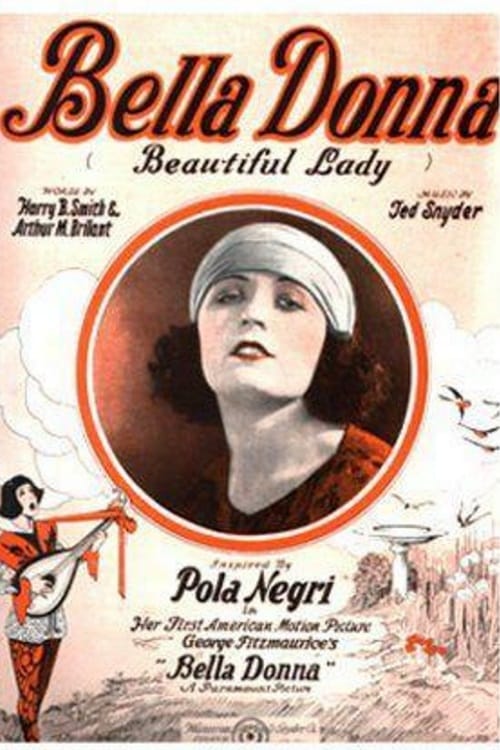 Bella Donna
( Beautiful Lady )
WORDS BY
Harry B. Smith &
Arthur M. Brilant
MUSIC BY
Ted Snyder
Inspired By
Pola Negri
in
Her First American Motion Picture
George Fitzmaurice's
"Bella Donna"
A Paramount Picture